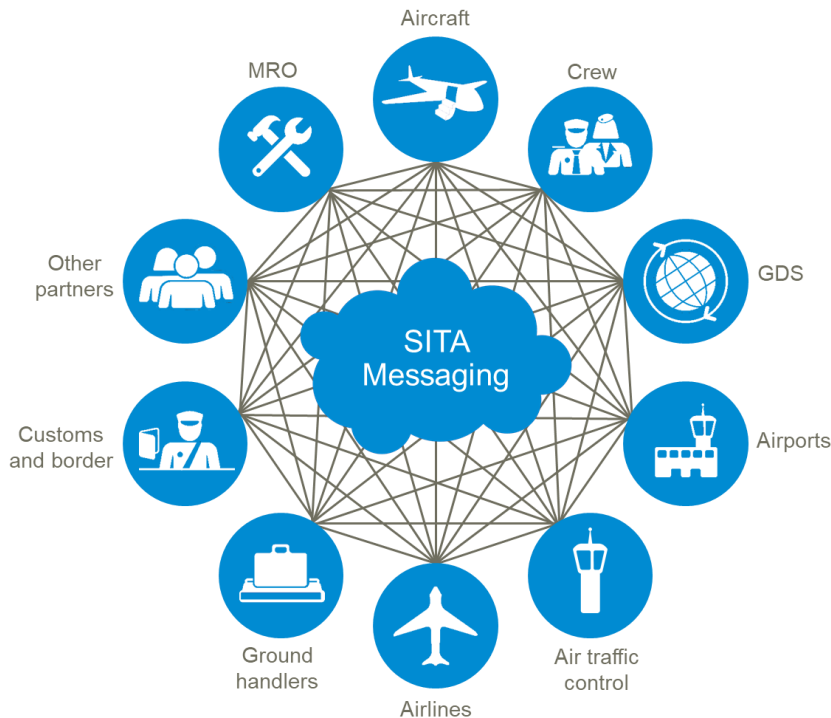 Aircraft
MRO
Crew
Other
partners
GDS
SITA
Messaging
Customs
and border
Airports
Ground
handlers
Airlines
Air traffic
control